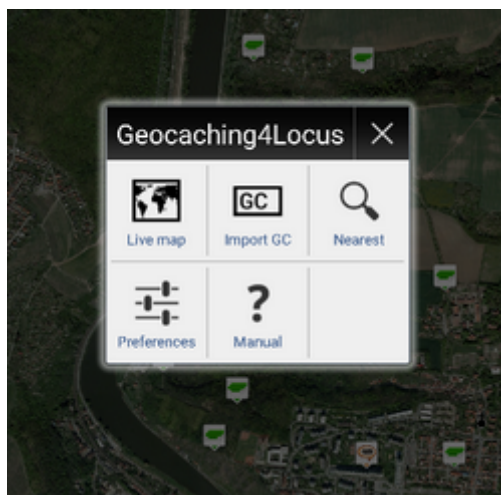 Geocaching4Locus
GC
Live map
Import GC
Nearest
?
Preferences
Manual